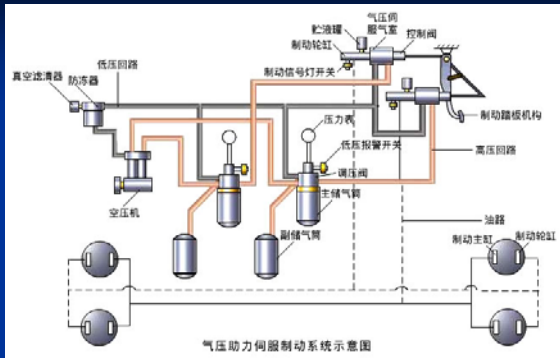 贮液罐
气压伺
服气室
控制阀
制动轮缸
低压回路
防冻器
真空滤清器
制动信号灯开关
压力表
制动踏板机构
低压报警开关
高压回路
调压阀
空压机
主储气筒
副储气筒
油路
制动主缸
制动轮缸
气压助力伺服制动系统示意图